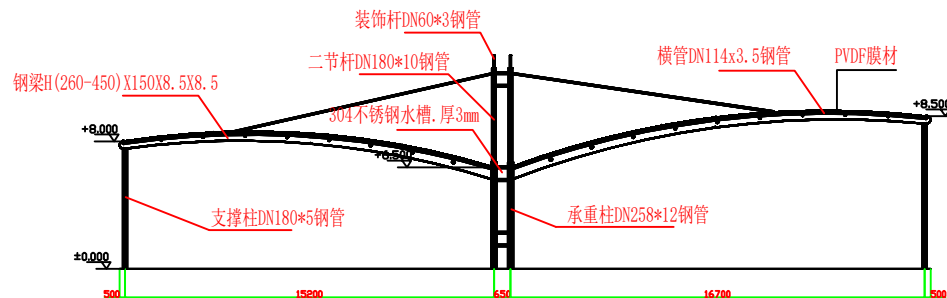 装饰杆DN60*3钢管
二节杆DN180*10钢管
横管DN114x3.5钢管
PVDF膜材
钢梁H(260-450)X150X8.5X8.5
304不锈钢水槽.厚3mm
+8.500
+8.000
+6.500
支撑柱DN180*5钢管
承重柱DN258*12钢管
±0.000
500 15200 650 16700 500